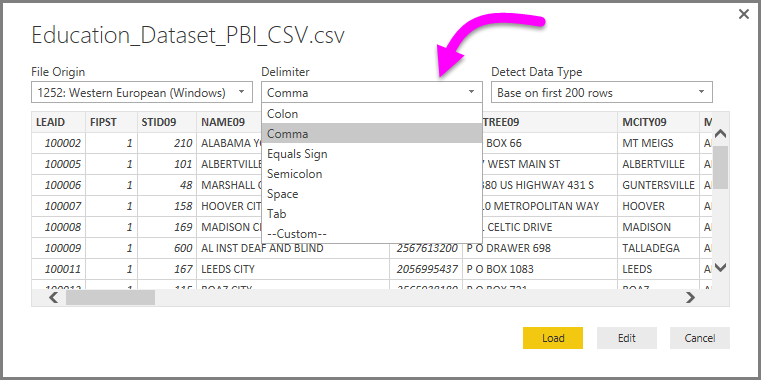 Education_Dataset_PBI_CSV.csv
File Origin Delimiter Detect Data Type
1252: Western European (Windows) Comma Base on first 200 rows
Colon
Comma
Equals Sign
Semicolon
Space
Tab
--Custom--
LEAID FIPST STID09 NAME09 TREE09 MCITY09 M
100002 1 210 ALABAMA YO BOX 66 MT MEIGS A
100005 1 101 ALBERTVILL WEST MAIN ST ALBERTVILLE A
100006 1 48 MARSHALL C 380 US HIGHWAY 431 S GUNTERSVILLE A
100007 1 158 HOOVER CIT 10 METROPOLITAN WAY HOOVER A
100008 1 169 MADISON CI CELTIC DRIVE MADISON A
100009 1 600 AL INST DEAF AND BLIND 2567613200 P O DRAWER 698 TALLADEGA A
100011 1 167 LEEDS CITY 2056995437 P O BOX 1083 LEEDS A
Load Edit Cancel